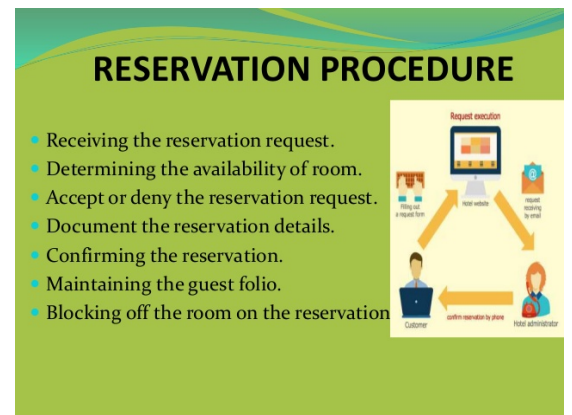 RESERVATION PROCEDURE
Receiving the reservation request.
Determining the availability of room.
Accept or deny the reservation request.
Document the reservation details.
Confirming the reservation.
Maintaining the guest folio.
Blocking off the room on the reservation
Request execution
Filling out
a request form
Hotel website
request
receiving
by email
Customer
confirm reservation by phone
Hotel administrator